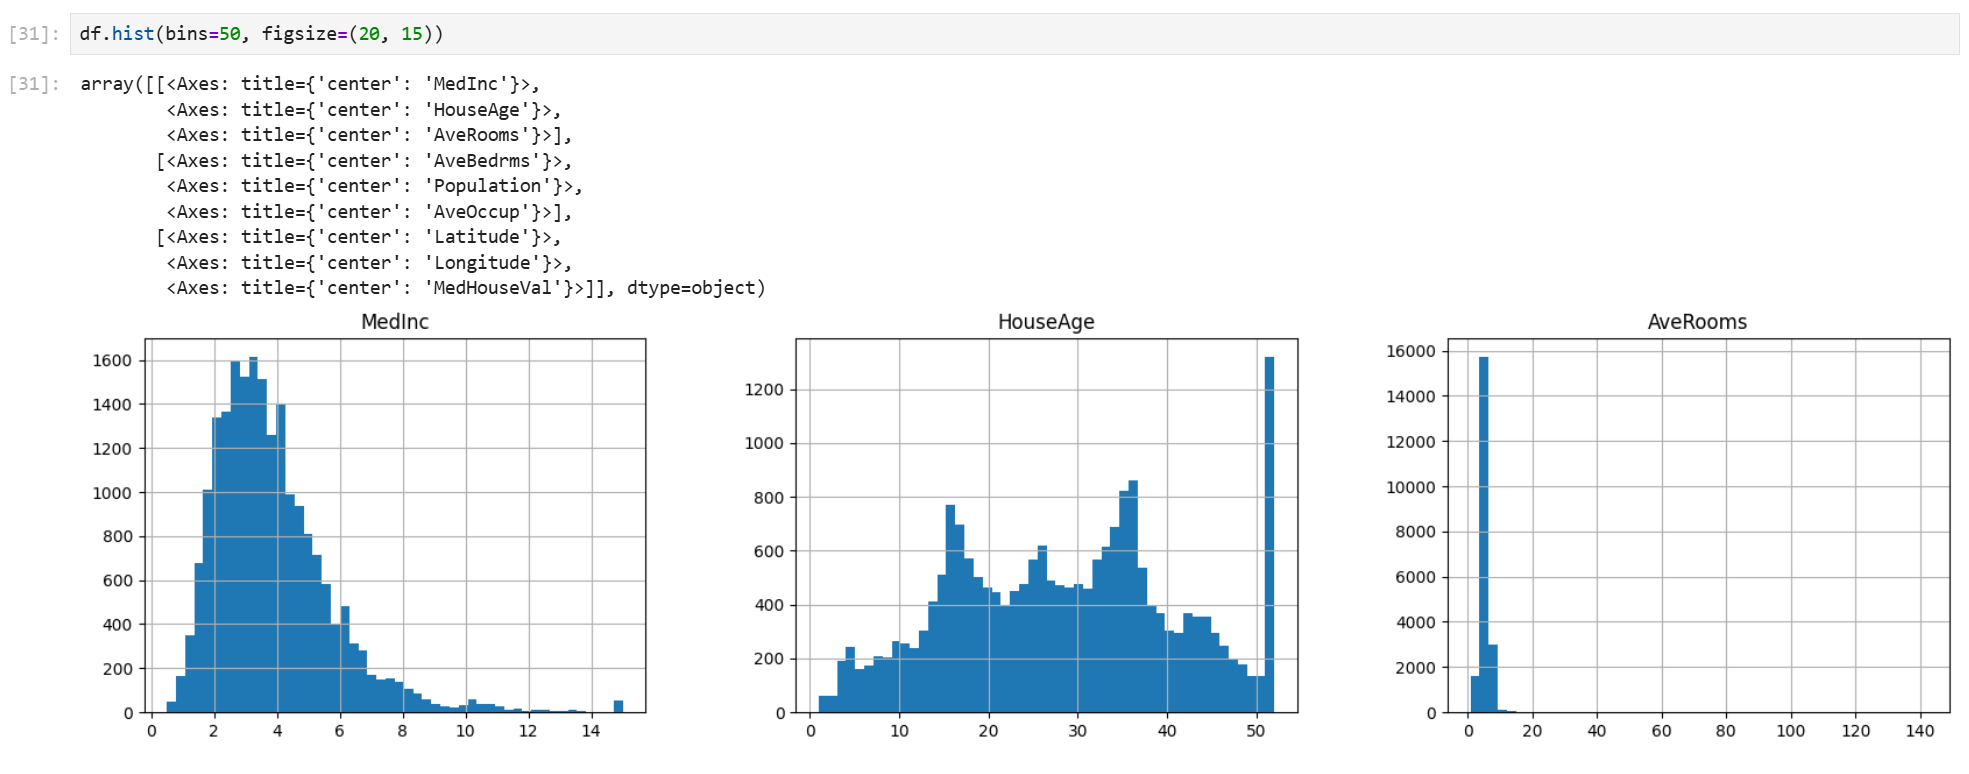 [31]: df.hist(bins=50, figsize=(20, 15))
[31]: array([[<Axes: title={'center': 'MedInc'}>,
<Axes: title={'center': 'HouseAge'}>,
<Axes: title={'center': 'AveRooms'}>],
[<Axes: title={'center': 'AveBedrms'}>,
<Axes: title={'center': 'Population'}>,
<Axes: title={'center': 'AveOccup'}>],
[<Axes: title={'center': 'Latitude'}>,
<Axes: title={'center': 'Longitude'}>,
<Axes: title={'center': 'MedHouseVal'}>]], dtype=object)
MedInc
1600
1400
1200
1000
800
600
400
200
0
0 2 4 6 8 10 12 14
HouseAge
1200
1000
800
600
400
200
0
0 10 20 30 40 50
AveRooms
16000
14000
12000
10000
8000
6000
4000
2000
0
0 20 40 60 80 100 120 140